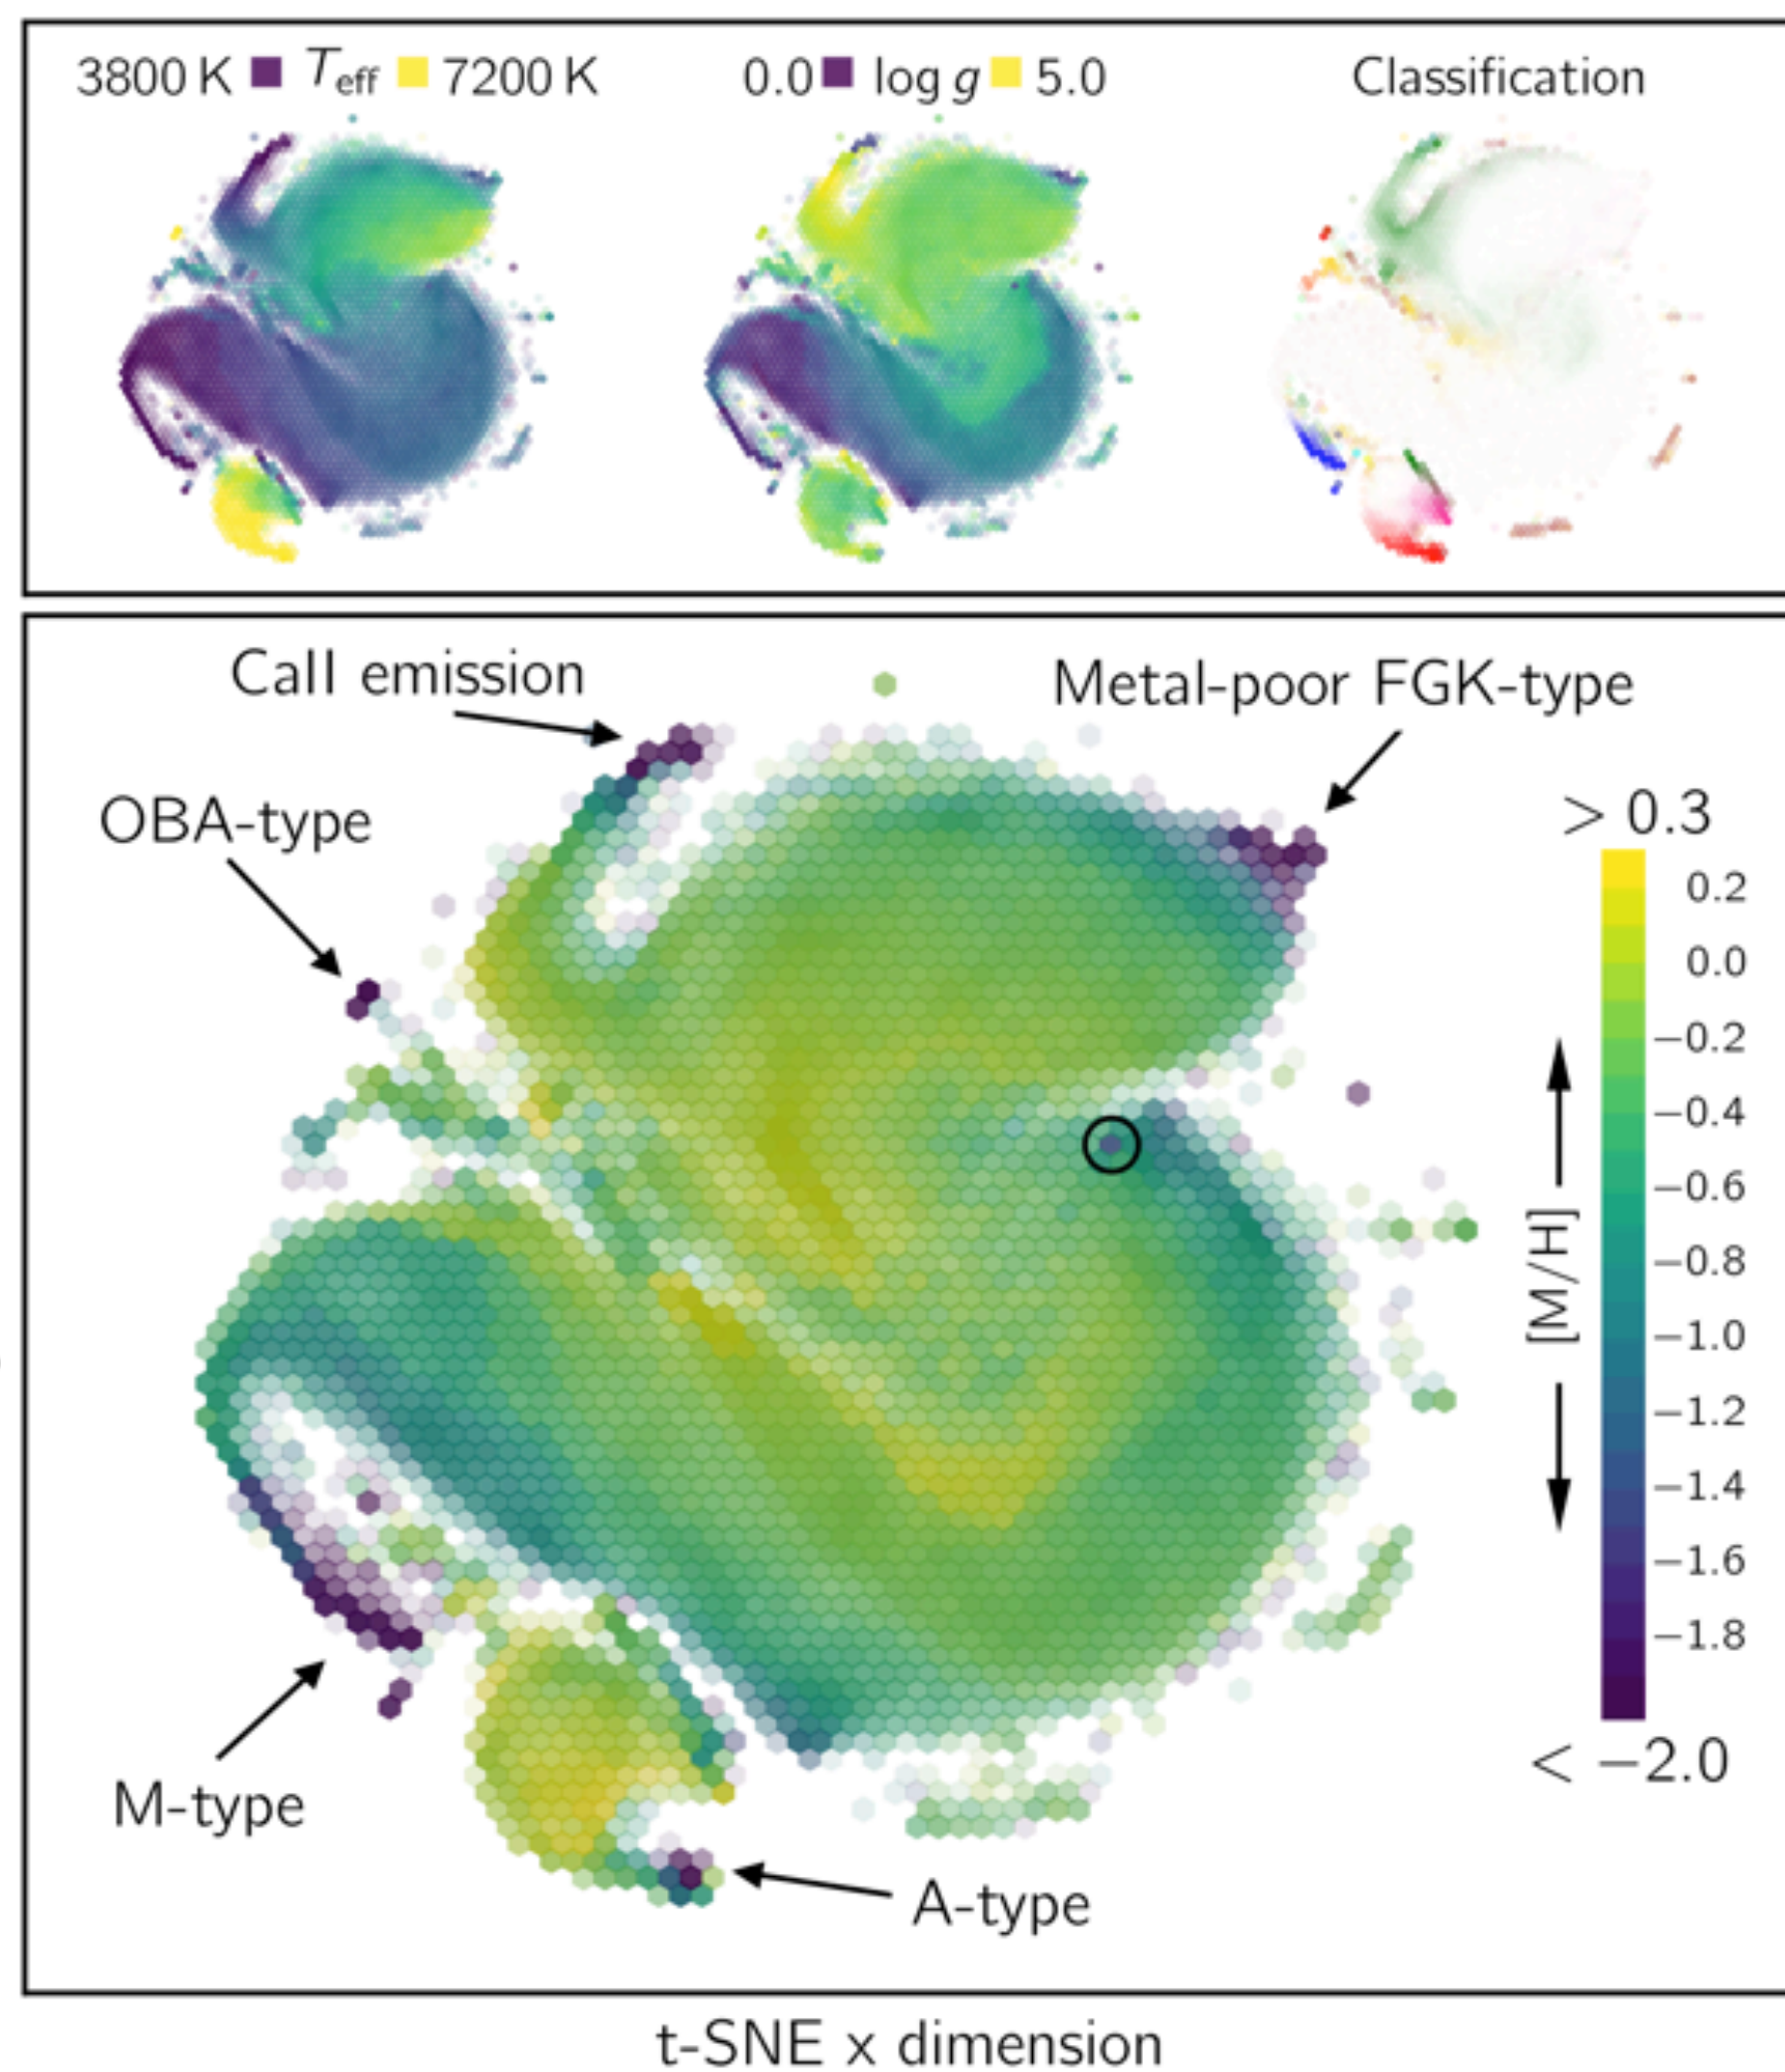 3800 K T_eff 7200 K
0.0 log g 5.0
Classification
CaII emission
Metal-poor FGK-type
OBA-type
> 0.3
0.2
0.0
−0.2
−0.4
−0.6
−0.8
−1.0
−1.2
−1.4
−1.6
−1.8
< −2.0
[M/H]
M-type
A-type
t-SNE x dimension